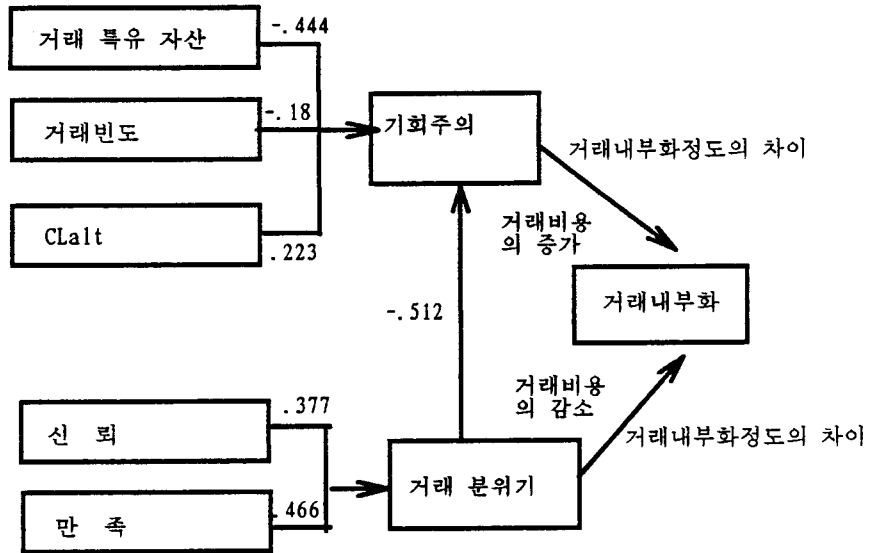 거래 특유 자산
-.444
거래빈도
-.18
CLalt
.223
기회주의
거래내부화정도의 차이
거래비용
의 증가
거래내부화
-.512
거래비용
의 감소
거래내부화정도의 차이
신 뢰
.377
만 족
.466
거래 분위기